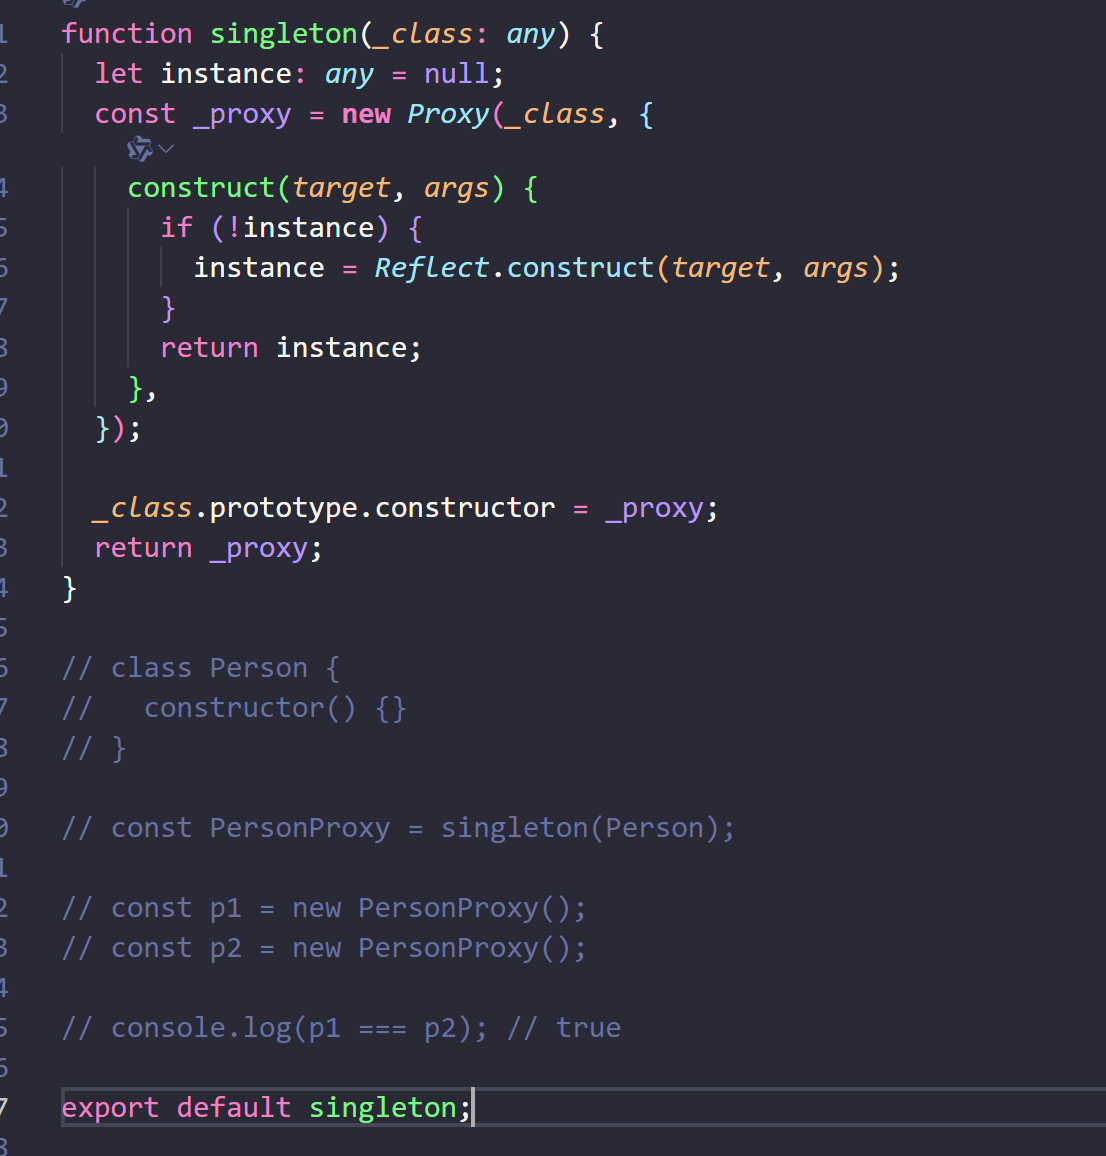 1 function singleton(_class: any) {
2 let instance: any = null;
3 const _proxy = new Proxy(_class, {
4 construct(target, args) {
5 if (!instance) {
6 instance = Reflect.construct(target, args);
7 }
8 return instance;
9 },
0 });
1
2 _class.prototype.constructor = _proxy;
3 return _proxy;
4 }
5
6 // class Person {
7 //   constructor() {}
8 // }
9
0 // const PersonProxy = singleton(Person);
1
2 // const p1 = new PersonProxy();
3 // const p2 = new PersonProxy();
4
5 // console.log(p1 === p2); // true
6
7 export default singleton;
8